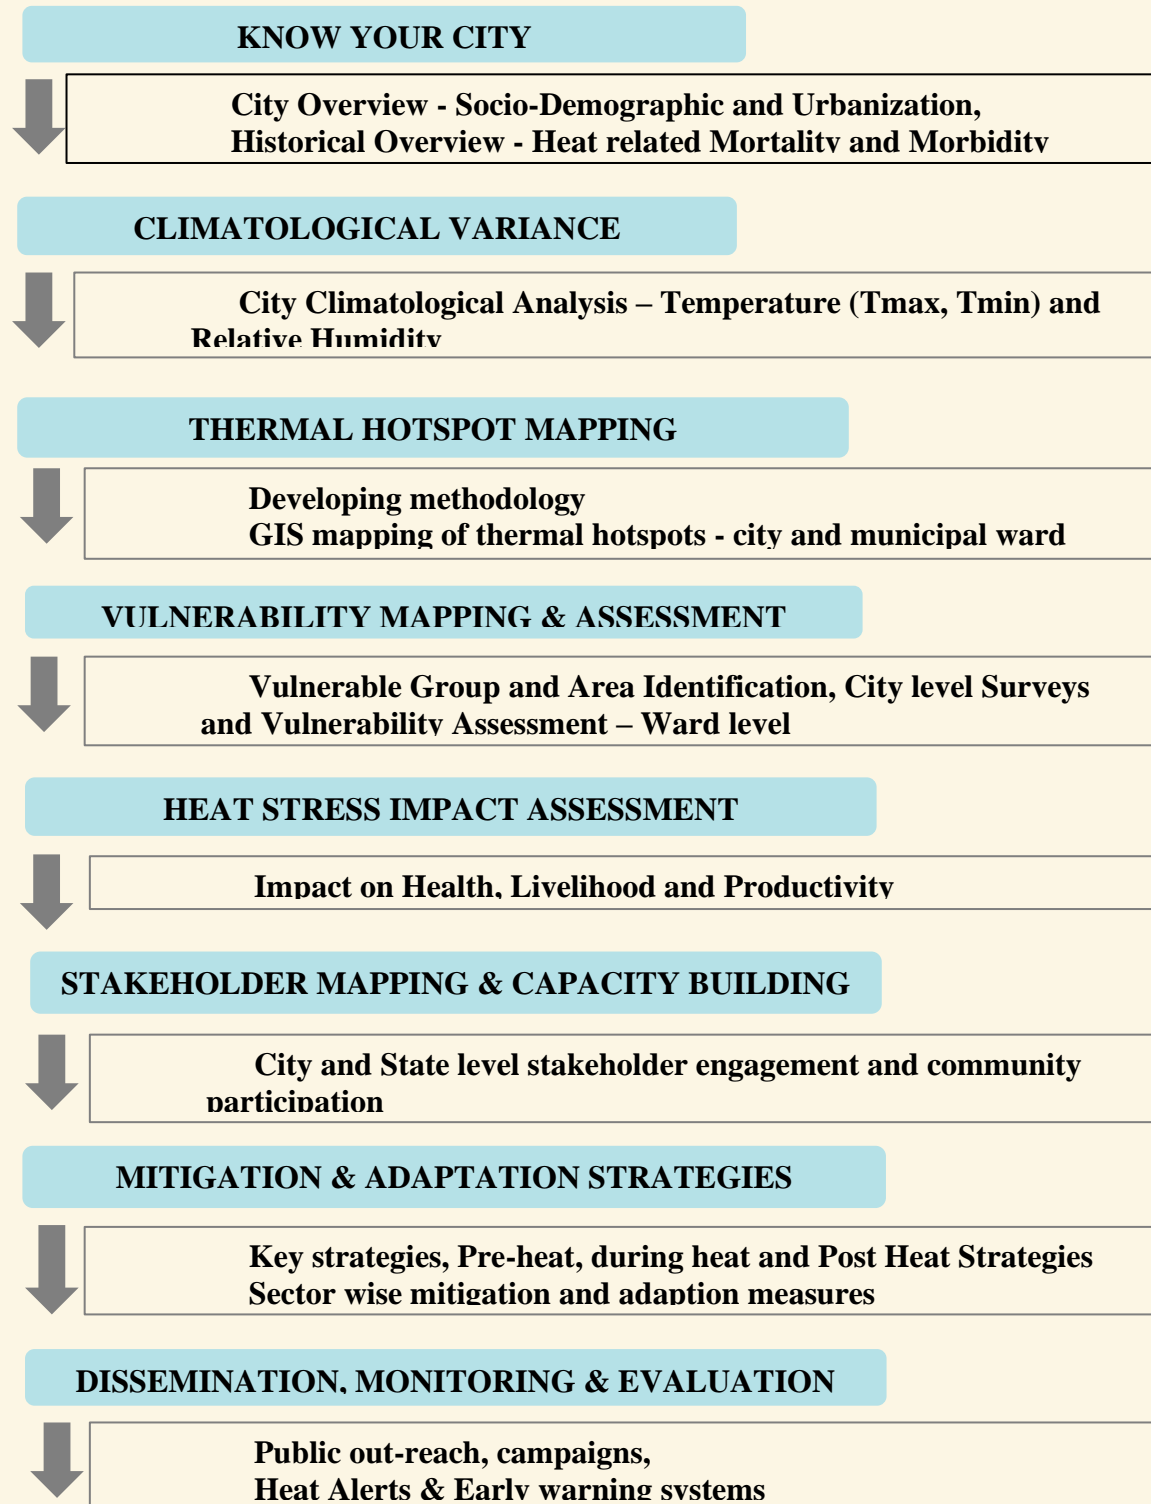 KNOW YOUR CITY
City Overview - Socio-Demographic and Urbanization,
Historical Overview - Heat related Mortality and Morbidity
CLIMATOLOGICAL VARIANCE
City Climatological Analysis – Temperature (Tmax, Tmin) and
Relative Humidity
THERMAL HOTSPOT MAPPING
Developing methodology
GIS mapping of thermal hotspots - city and municipal ward
VULNERABILITY MAPPING & ASSESSMENT
Vulnerable Group and Area Identification, City level Surveys
and Vulnerability Assessment – Ward level
HEAT STRESS IMPACT ASSESSMENT
Impact on Health, Livelihood and Productivity
STAKEHOLDER MAPPING & CAPACITY BUILDING
City and State level stakeholder engagement and community
participation
MITIGATION & ADAPTATION STRATEGIES
Key strategies, Pre-heat, during heat and Post Heat Strategies
Sector wise mitigation and adaption measures
DISSEMINATION, MONITORING & EVALUATION
Public out-reach, campaigns,
Heat Alerts & Early warning systems